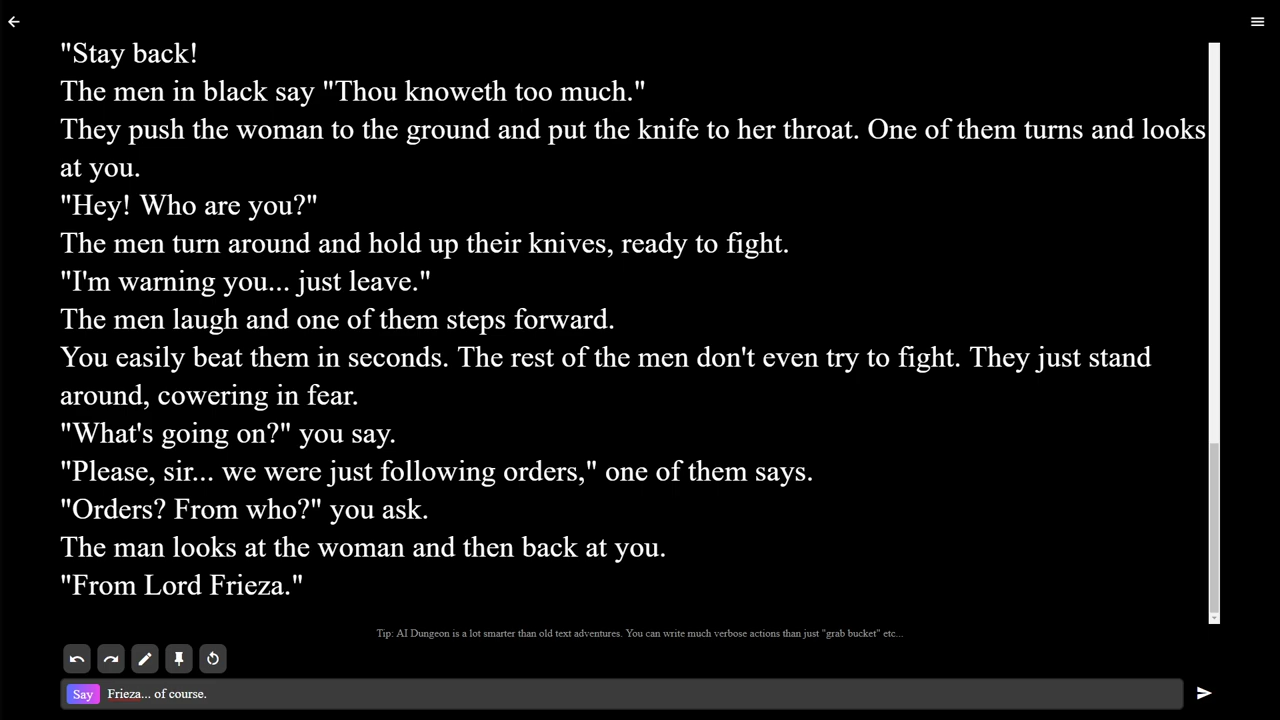 "Stay back!
The men in black say "Thou knoweth too much."
They push the woman to the ground and put the knife to her throat. One of them turns and looks
at you.
"Hey! Who are you?"
The men turn around and hold up their knives, ready to fight.
"I'm warning you... just leave."
The men laugh and one of them steps forward.
You easily beat them in seconds. The rest of the men don't even try to fight. They just stand
around, cowering in fear.
"What's going on?" you say.
"Please, sir... we were just following orders," one of them says.
"Orders? From who?" you ask.
The man looks at the woman and then back at you.
"From Lord Frieza."
Tip: AI Dungeon is a lot smarter than old text adventures. You can write much verbose actions than just "grab bucket" etc...
Say Frieza... of course.